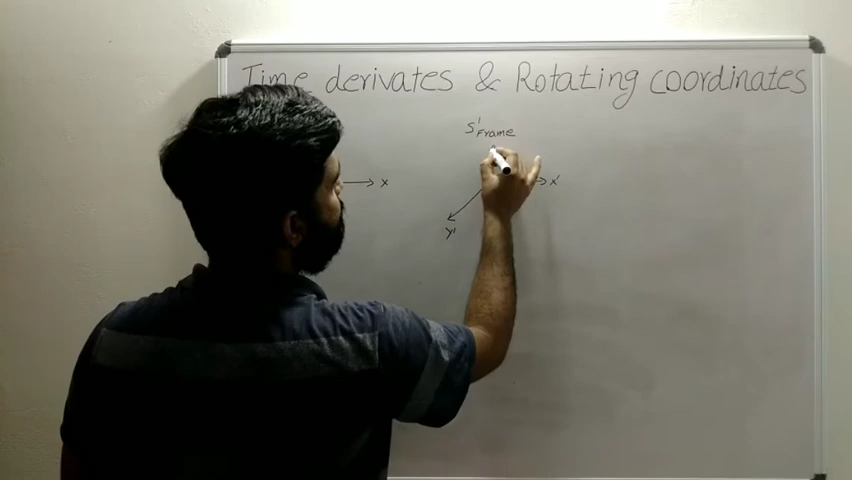 Time derivates & Rotating coordinates
S' Frame
x
x'
y'